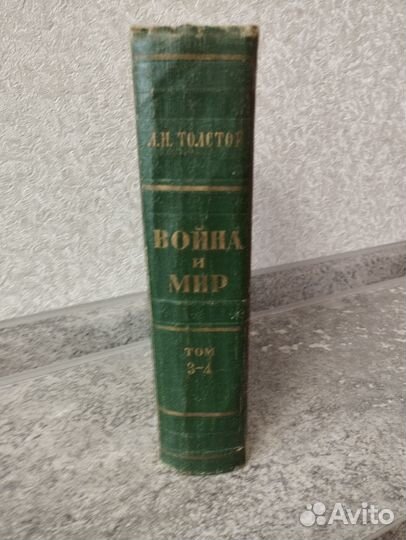 Л.Н. ТОЛСТОЙ
ВОЙНА
И
МИР
ТОМ
3-4
Avito